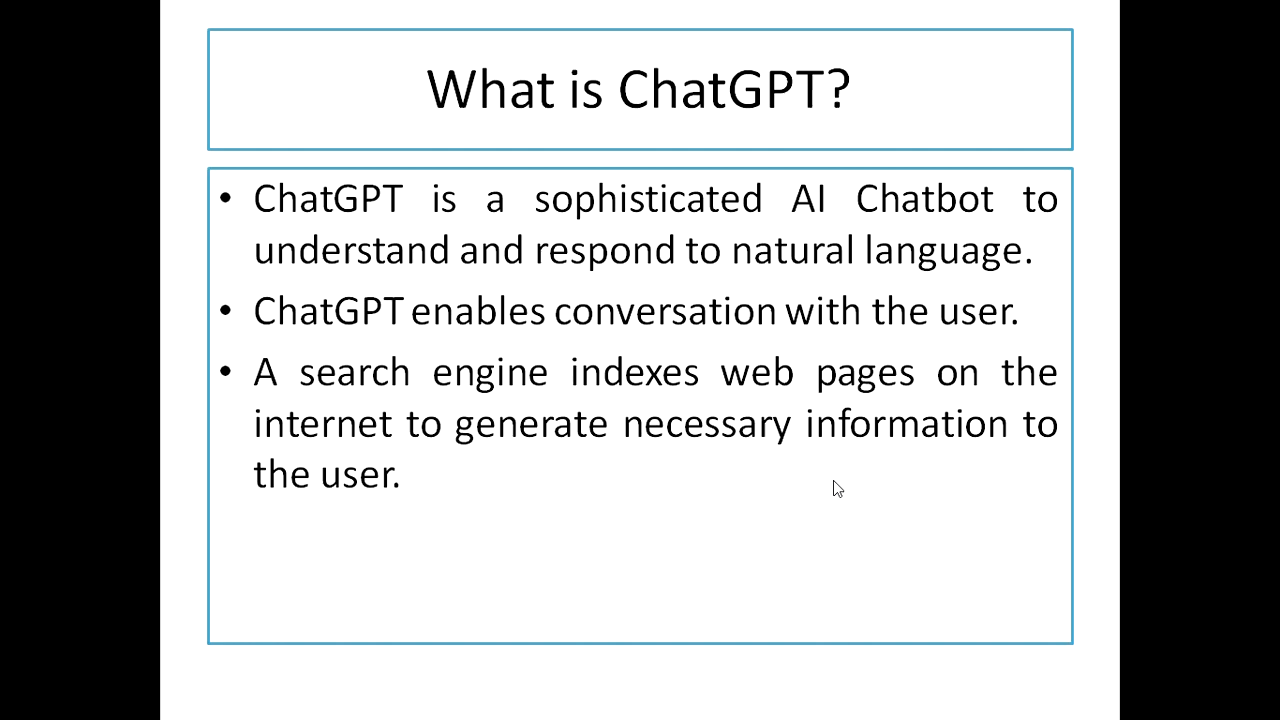 What is ChatGPT?
• ChatGPT is a sophisticated AI Chatbot to
understand and respond to natural language.
• ChatGPT enables conversation with the user.
• A search engine indexes web pages on the
internet to generate necessary information to
the user.